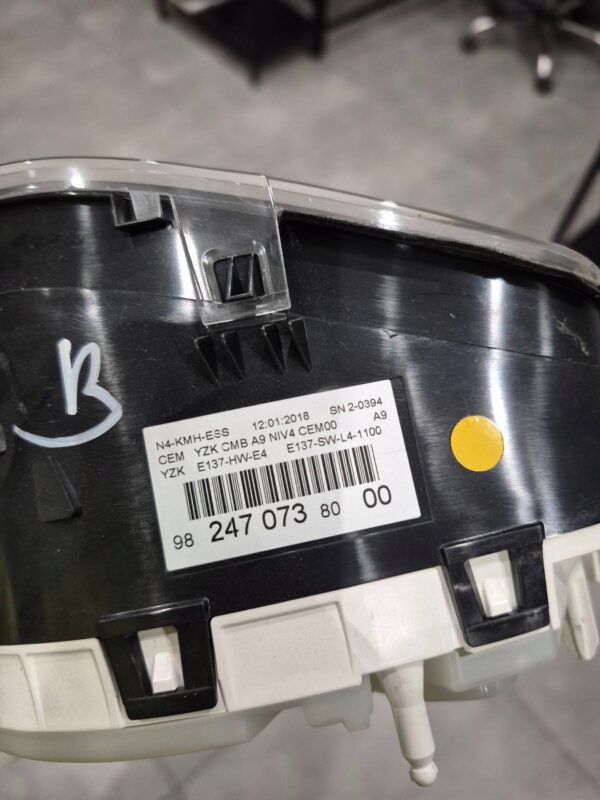 B
N4-KMH-ESS 12:01:2018 SN 2-0394
CEM YZK CMB A9 NIV4 CEM00 A9
YZK E137-HW-E4 E137-SW-L4-1100
98 247 073 80 00